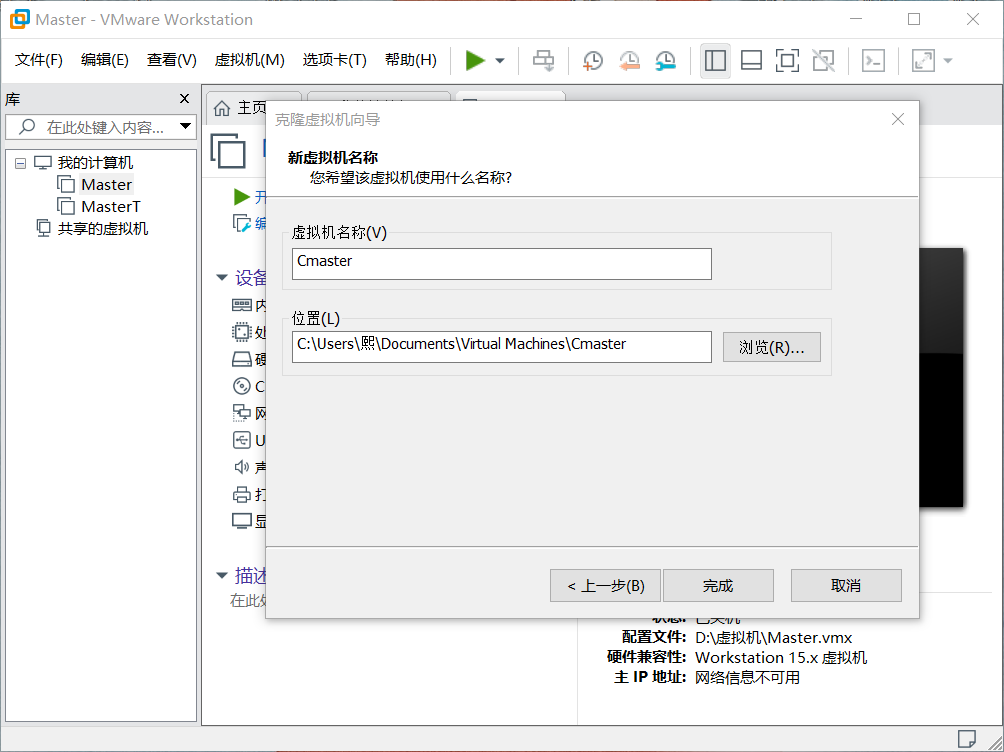 Master - VMware Workstation
文件(F) 编辑(E) 查看(V) 虚拟机(M) 选项卡(T) 帮助(H)
库
在此处键入内容...
我的计算机
Master
MasterT
共享的虚拟机
主页
克隆虚拟机向导
新虚拟机名称
您希望该虚拟机使用什么名称?
虚拟机名称(V)
Cmaster
位置(L)
C:\Users\熙\Documents\Virtual Machines\Cmaster
浏览(R)...
< 上一步(B) 完成 取消
开
编
设备
内
处
硬
C
网
U
声
打
显
描述
在此处
状态: 已关机
配置文件: D:\虚拟机\Master.vmx
硬件兼容性: Workstation 15.x 虚拟机
主 IP 地址: 网络信息不可用